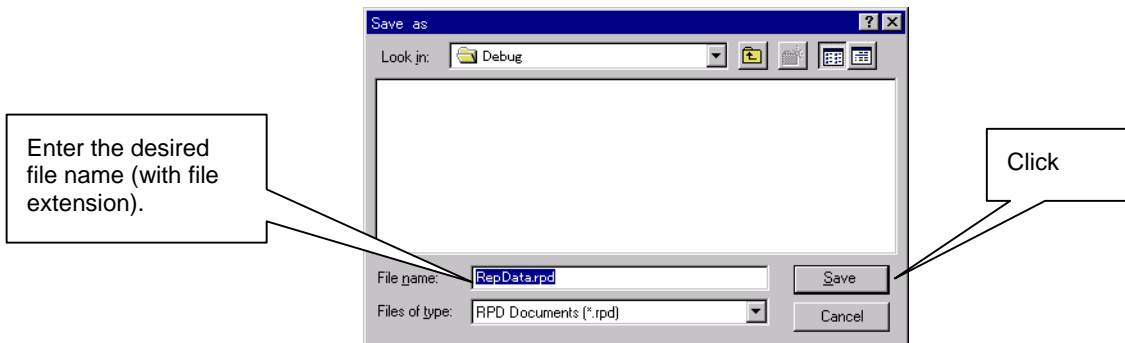 Save as
Look in: Debug
Enter the desired
file name (with file
extension).
Click
File name: RepData.rpd Save
Files of type: RPD Documents (*.rpd) Cancel